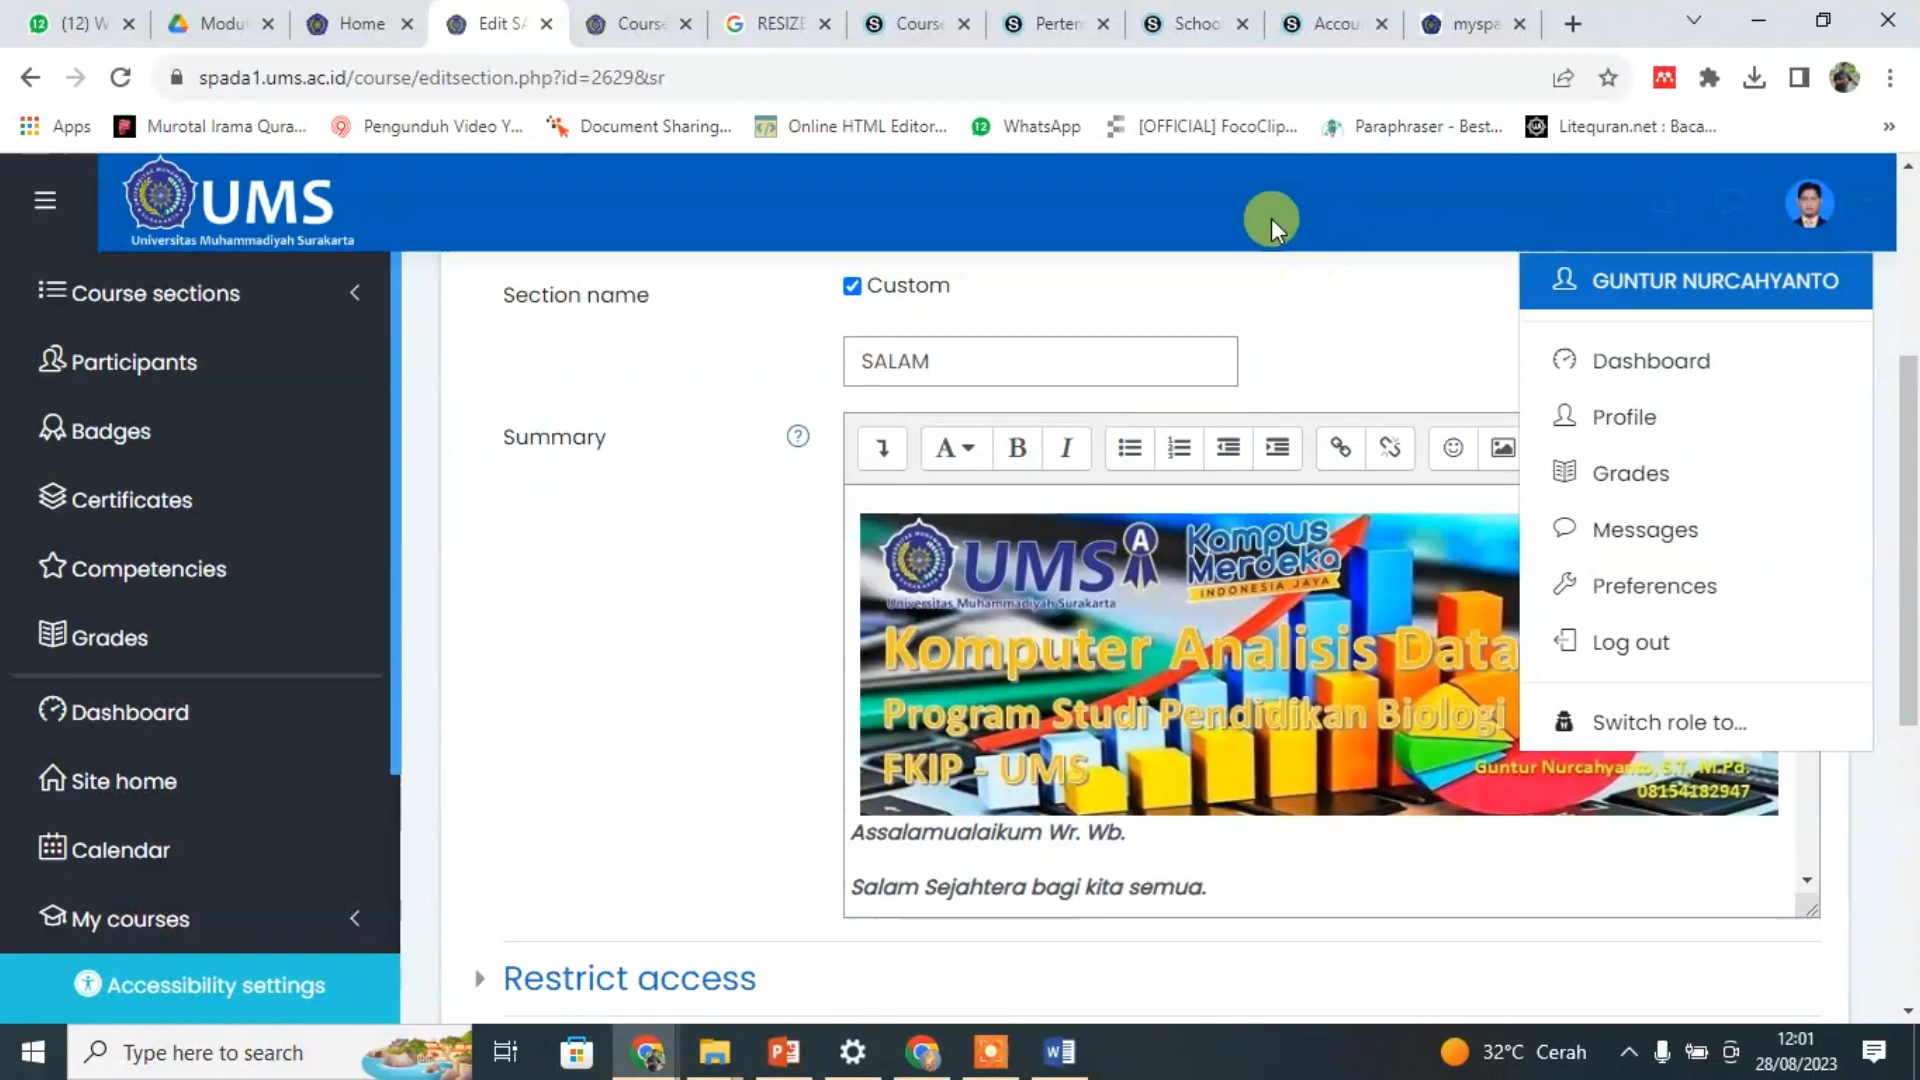 (12) W
Modu
Home
Edit SA
Course
RESIZE
Course
Perten
Schoo
Accou
myspa
spada1.ums.ac.id/course/editsection.php?id=2629&sr
Apps
Murotal Irama Qura...
Pengunduh Video Y...
Document Sharing...
Online HTML Editor...
12
WhatsApp
[OFFICIAL] FocoClip...
Paraphraser - Best...
Litequran.net : Baca...
»
UMS
Universitas Muhammadiyah Surakarta
Course sections
Participants
Badges
Certificates
Competencies
Grades
Dashboard
Site home
Calendar
My courses
Accessibility settings
Section name
Custom
SALAM
Summary
A
B
I
UMS
A
Universitas Muhammadiyah Surakarta
Kampus
Merdeka
INDONESIA JAYA
Komputer Analisis Data
Program Studi Pendidikan Biologi
FKIP - UMS
Guntur Nurcahyanto, S.T., M.Pd.
08154182947
Assalamualaikum Wr. Wb.
Salam Sejahtera bagi kita semua.
Restrict access
GUNTUR NURCAHYANTO
Dashboard
Profile
Grades
Messages
Preferences
Log out
Switch role to...
Type here to search
32°C Cerah
12:01
28/08/2023